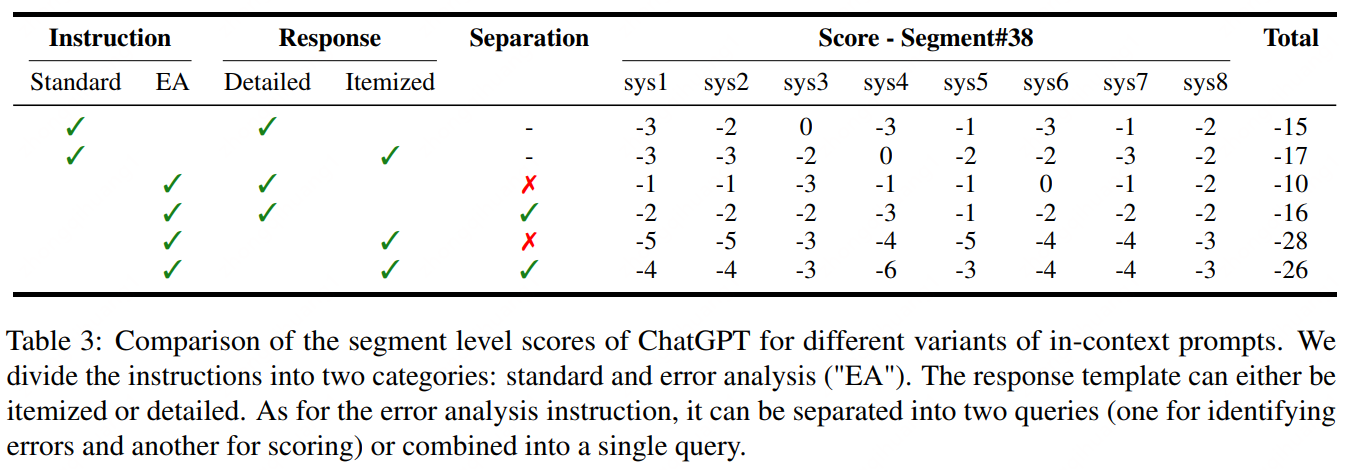 Instruction Response Separation Score - Segment#38 Total
Standard EA Detailed Itemized sys1 sys2 sys3 sys4 sys5 sys6 sys7 sys8
✓ ✓ - -3 -2 0 -3 -1 -3 -1 -2 -15
✓ ✓ - -3 -3 -2 0 -2 -2 -3 -2 -17
✓ ✓ ✗ -1 -1 -3 -1 -1 0 -1 -2 -10
✓ ✓ ✓ -2 -2 -2 -3 -1 -2 -2 -2 -16
✓ ✓ ✗ -5 -5 -3 -4 -5 -4 -4 -3 -28
✓ ✓ ✓ -4 -4 -3 -6 -3 -4 -4 -3 -26
Table 3: Comparison of the segment level scores of ChatGPT for different variants of in-context prompts. We
divide the instructions into two categories: standard and error analysis ("EA"). The response template can either be
itemized or detailed. As for the error analysis instruction, it can be separated into two queries (one for identifying
errors and another for scoring) or combined into a single query.